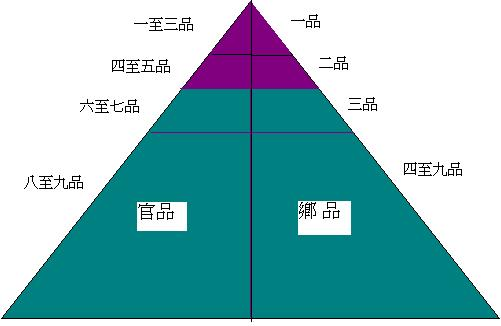 一至三品
一品
四至五品
二品
六至七品
三品
八至九品
四至九品
官品
鄉 品